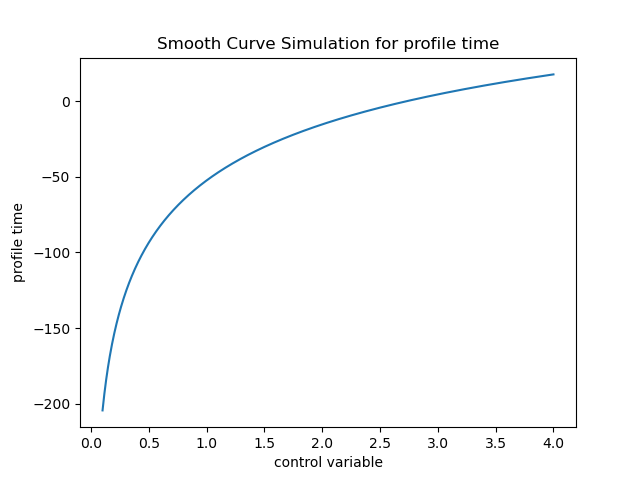 Smooth Curve Simulation for profile time
profile time
0
−50
−100
−150
−200
0.0 0.5 1.0 1.5 2.0 2.5 3.0 3.5 4.0
control variable